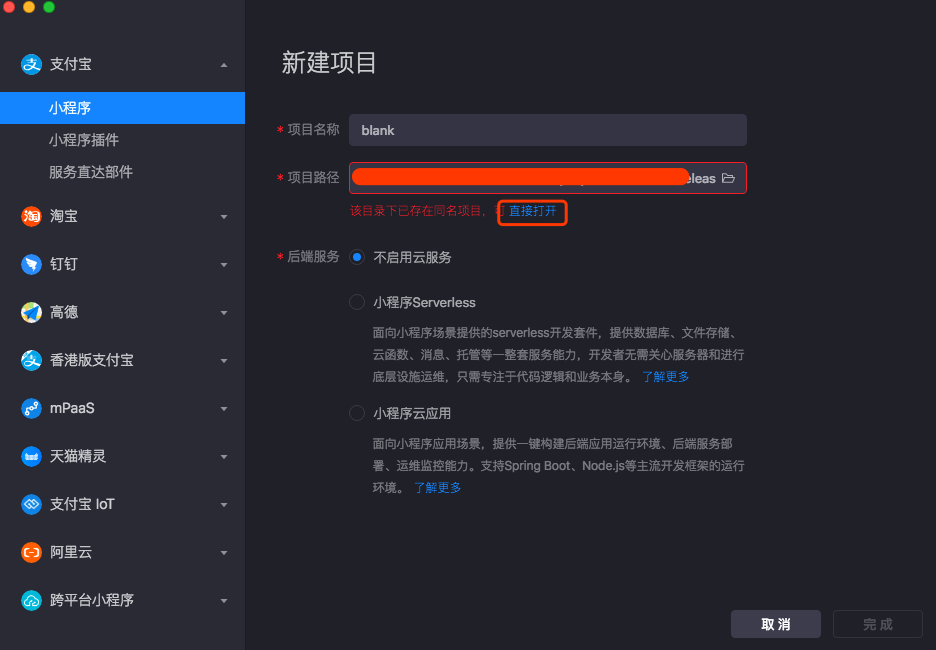 支付宝
小程序
小程序插件
服务直达部件
淘宝
钉钉
高德
香港版支付宝
mPaaS
天猫精灵
支付宝 IoT
阿里云
跨平台小程序
新建项目
* 项目名称
blank
* 项目路径
eleas
该目录下已存在同名项目，可 直接打开
* 后端服务
不启用云服务
小程序Serverless
面向小程序场景提供的serverless开发套件，提供数据库、文件存储、
云函数、消息、托管等一整套服务能力，开发者无需关心服务器和进行
底层设施运维，只需专注于代码逻辑和业务本身。 了解更多
小程序云应用
面向小程序应用场景，提供一键构建后端应用运行环境、后端服务部
署、运维监控能力。支持Spring Boot、Node.js等主流开发框架的运行
环境。 了解更多
取消
完成